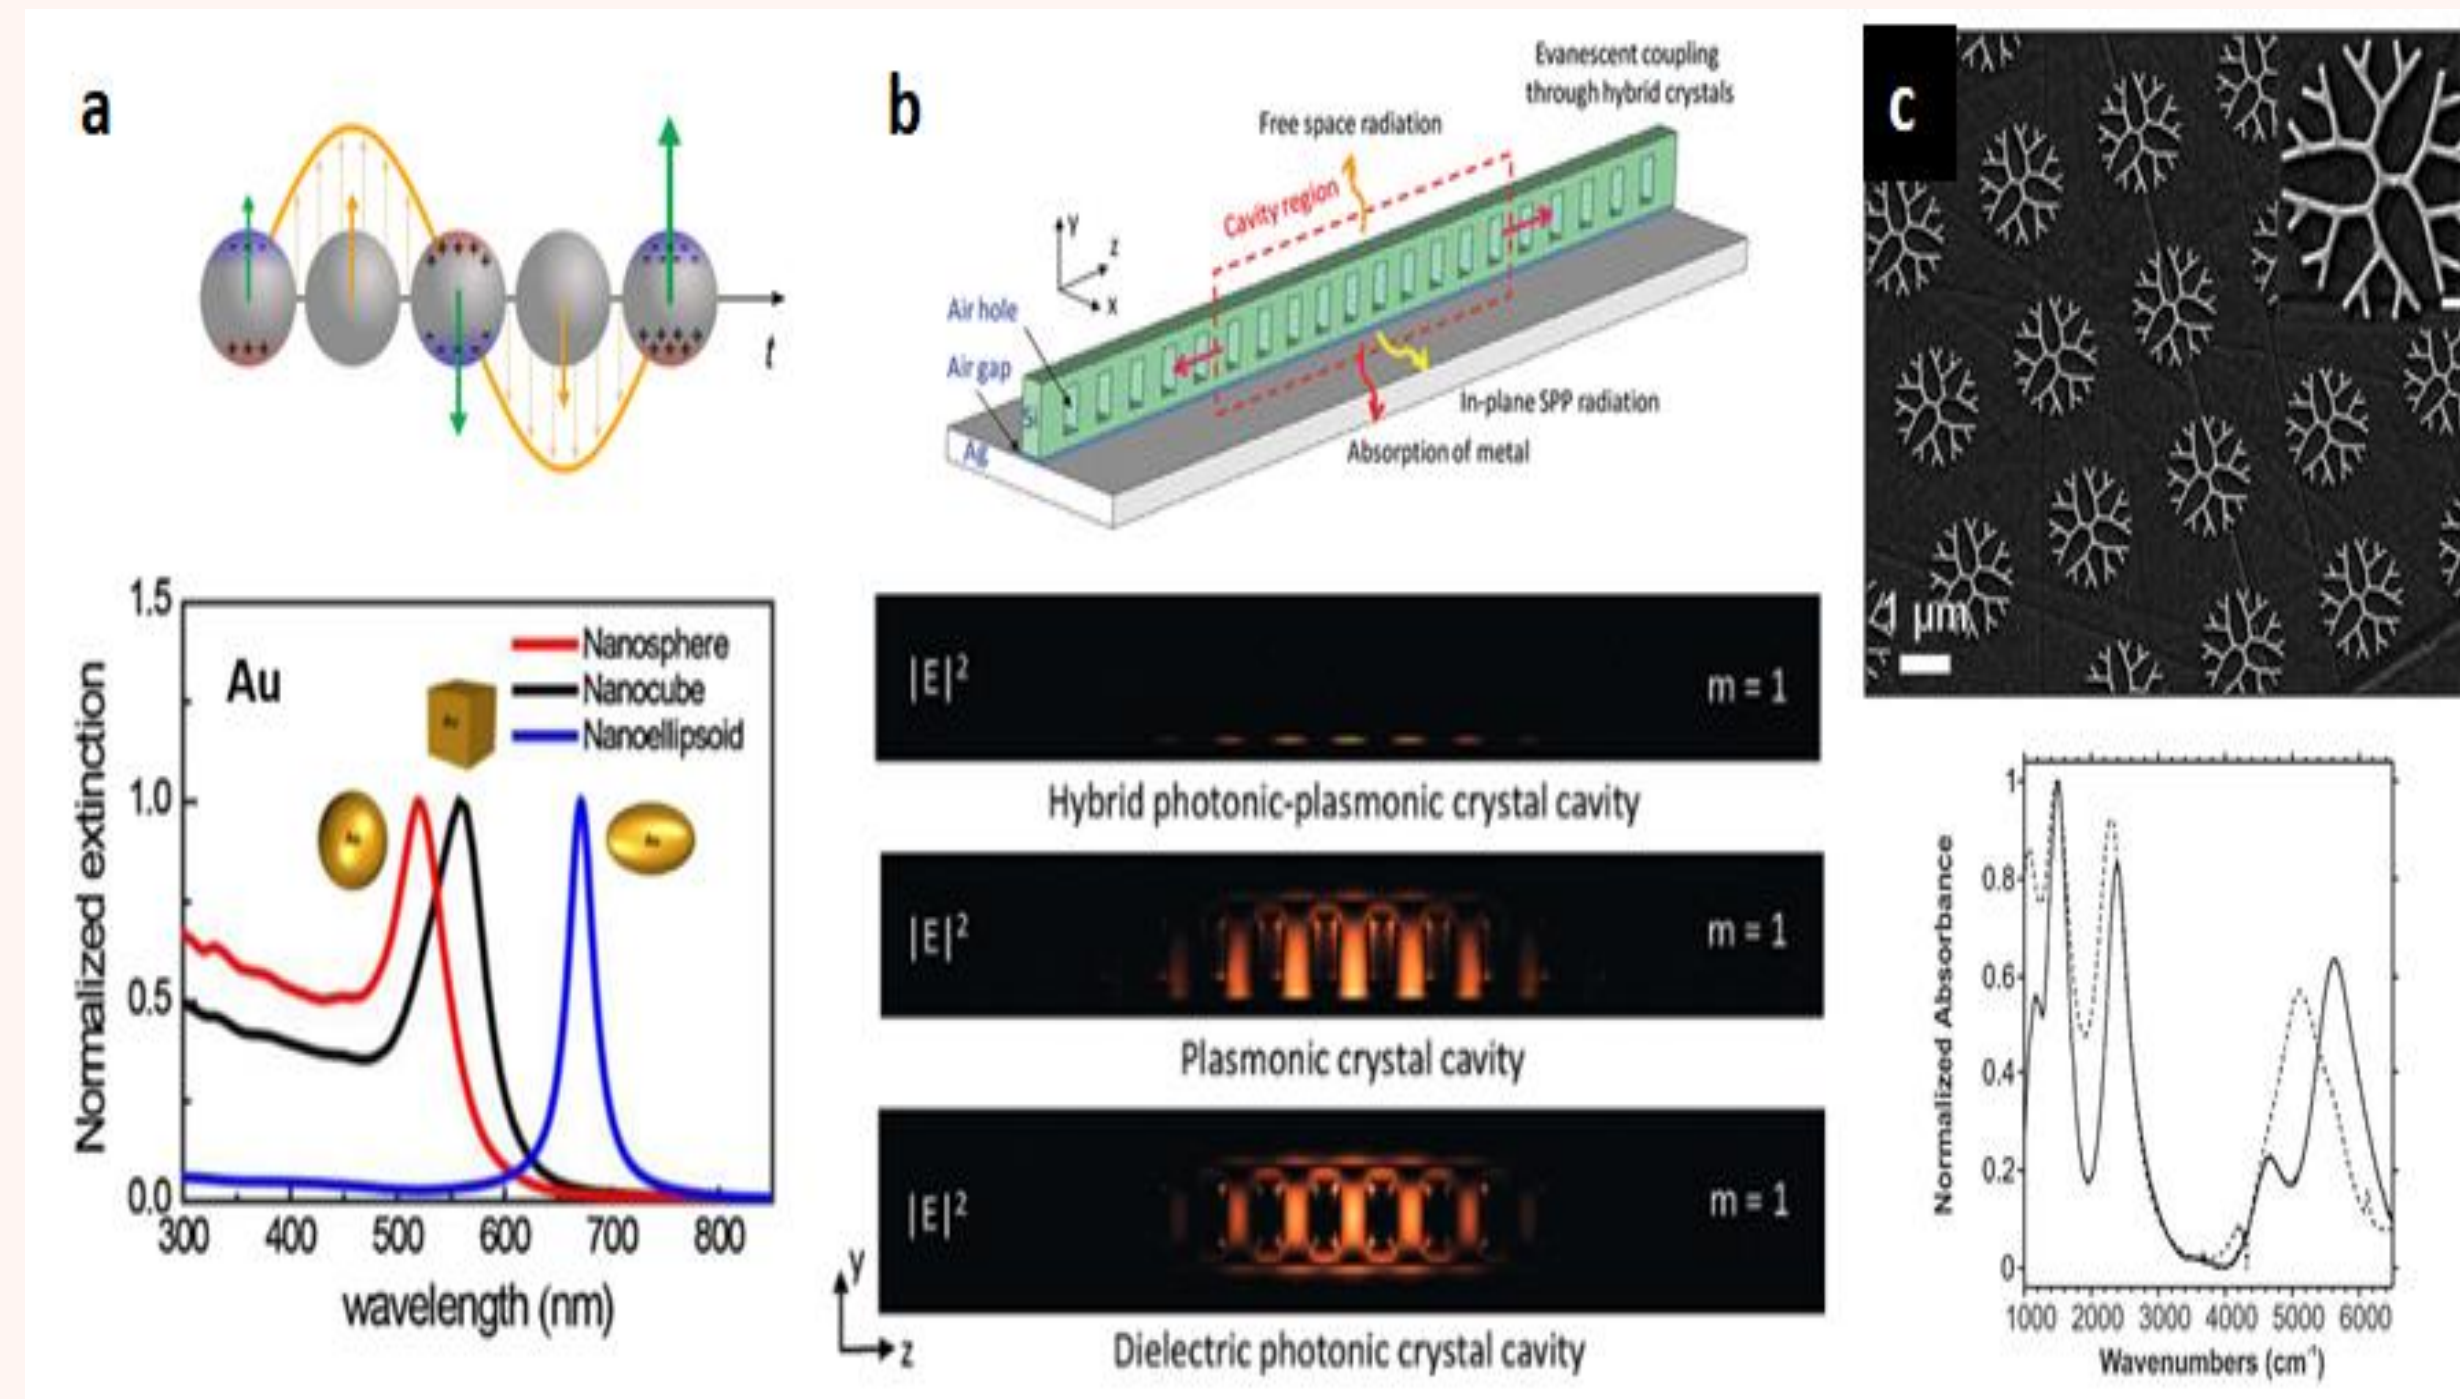 a
t
1.5
1.0
0.5
0.0
Normalized extinction
Au
Nanosphere
Nanocube
Nanoellipsoid
Au
Au
Au
300 400 500 600 700 800
wavelength (nm)
b
Evanescent coupling
through hybrid crystals
Free space radiation
Cavity region
Y
Z
X
Air hole
Air gap
Si
Ag
In-plane SPP radiation
Absorption of metal
|E|² m = 1
Hybrid photonic-plasmonic crystal cavity
|E|² m = 1
Plasmonic crystal cavity
|E|² m = 1
Dielectric photonic crystal cavity
y
z
c
1 µm
1
0.8
0.6
0.4
0.2
0
Normalized Absorbance
1000 2000 3000 4000 5000 6000
Wavenumbers (cm⁻¹)